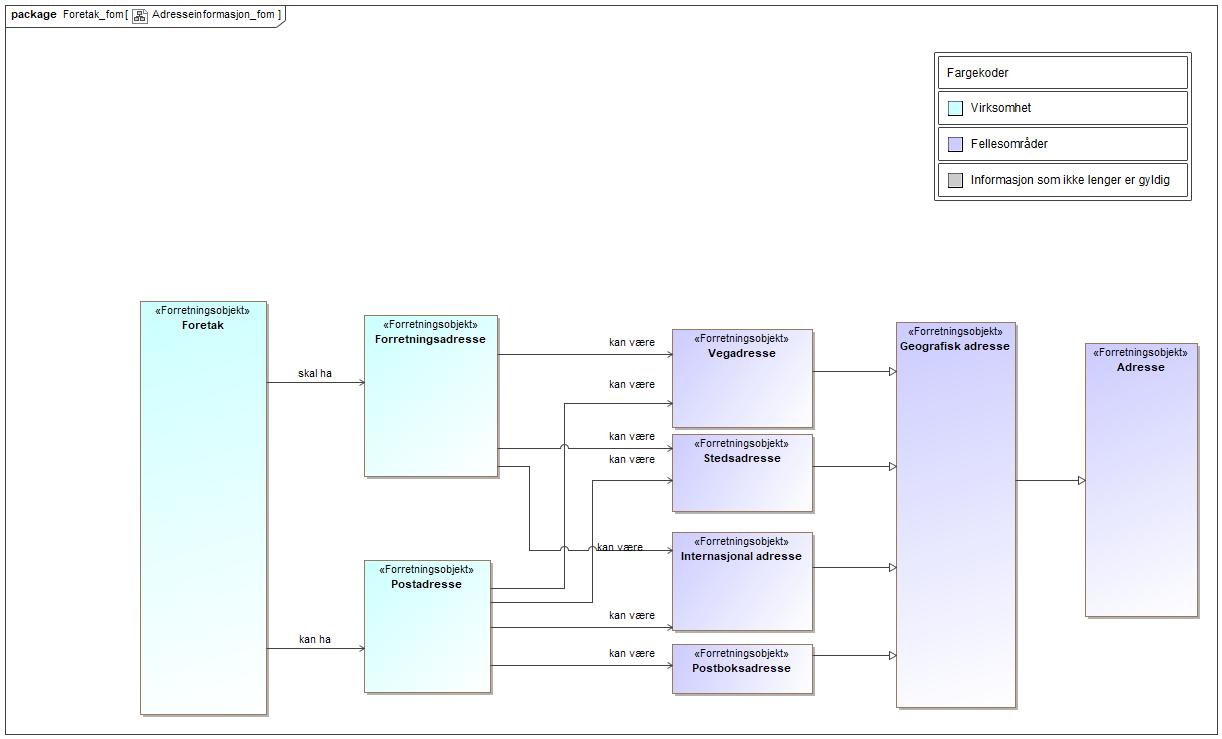 package Foretak_fom [ Adresseinformasjon_fom ]
Fargekoder
Virksomhet
Fellesområder
Informasjon som ikke lenger er gyldig
«Forretningsobjekt»
Foretak
skal ha
kan ha
«Forretningsobjekt»
Forretningsadresse
«Forretningsobjekt»
Postadresse
kan være
kan være
kan være
kan være
kan være
kan være
kan være
«Forretningsobjekt»
Vegadresse
«Forretningsobjekt»
Stedsadresse
«Forretningsobjekt»
Internasjonal adresse
«Forretningsobjekt»
Postboksadresse
«Forretningsobjekt»
Geografisk adresse
«Forretningsobjekt»
Adresse